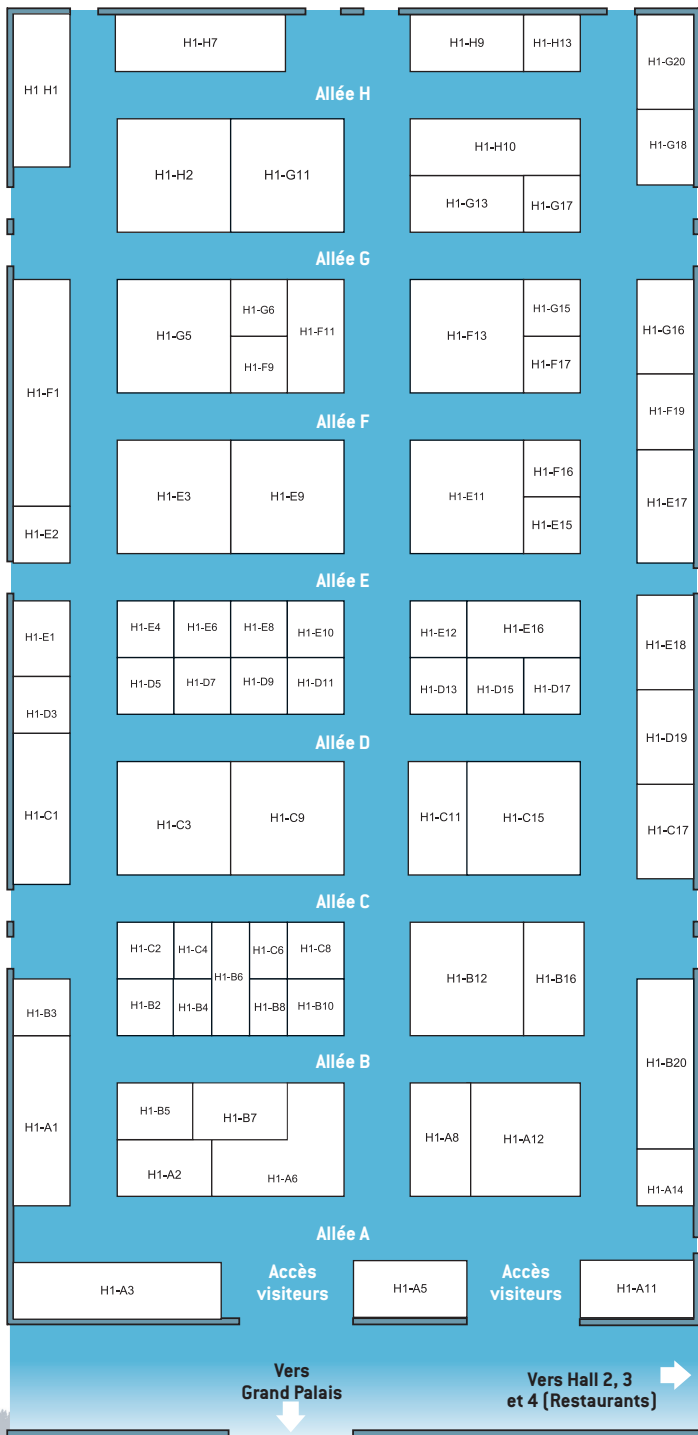 H1-H7
H1-H9
H1-H13
H1 H1
H1-G20
Allée H
H1-G18
H1-H10
H1-H2
H1-G11
H1-G13
H1-G17
Allée G
H1-G6
H1-G15
H1-G5
H1-F11
H1-F13
H1-G16
H1-F9
H1-F17
H1-F1
H1-F19
Allée F
H1-F16
H1-E3
H1-E9
H1-E11
H1-E17
H1-E15
H1-E2
Allée E
H1-E4
H1-E6
H1-E8
H1-E10
H1-E12
H1-E16
H1-E1
H1-E18
H1-D5
H1-D7
H1-D9
H1-D11
H1-D13
H1-D15
H1-D17
H1-D3
H1-D19
Allée D
H1-C1
H1-C3
H1-C9
H1-C11
H1-C15
H1-C17
Allée C
H1-C2
H1-C4
H1-C6
H1-C8
H1-B6
H1-B12
H1-B16
H1-B2
H1-B4
H1-B8
H1-B10
H1-B3
Allée B
H1-B20
H1-B5
H1-B7
H1-A1
H1-A8
H1-A12
H1-A2
H1-A6
H1-A14
Allée A
Accès
visiteurs
Accès
visiteurs
H1-A3
H1-A5
H1-A11
Vers
Grand Palais
Vers Hall 2, 3
et 4 (Restaurants)